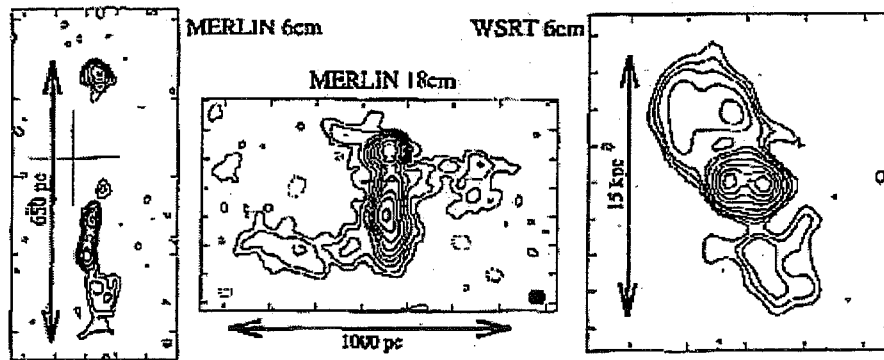 MERLIN 6cm
650 pc
MERLIN 18cm
1000 pc
WSRT 6cm
15 kpc